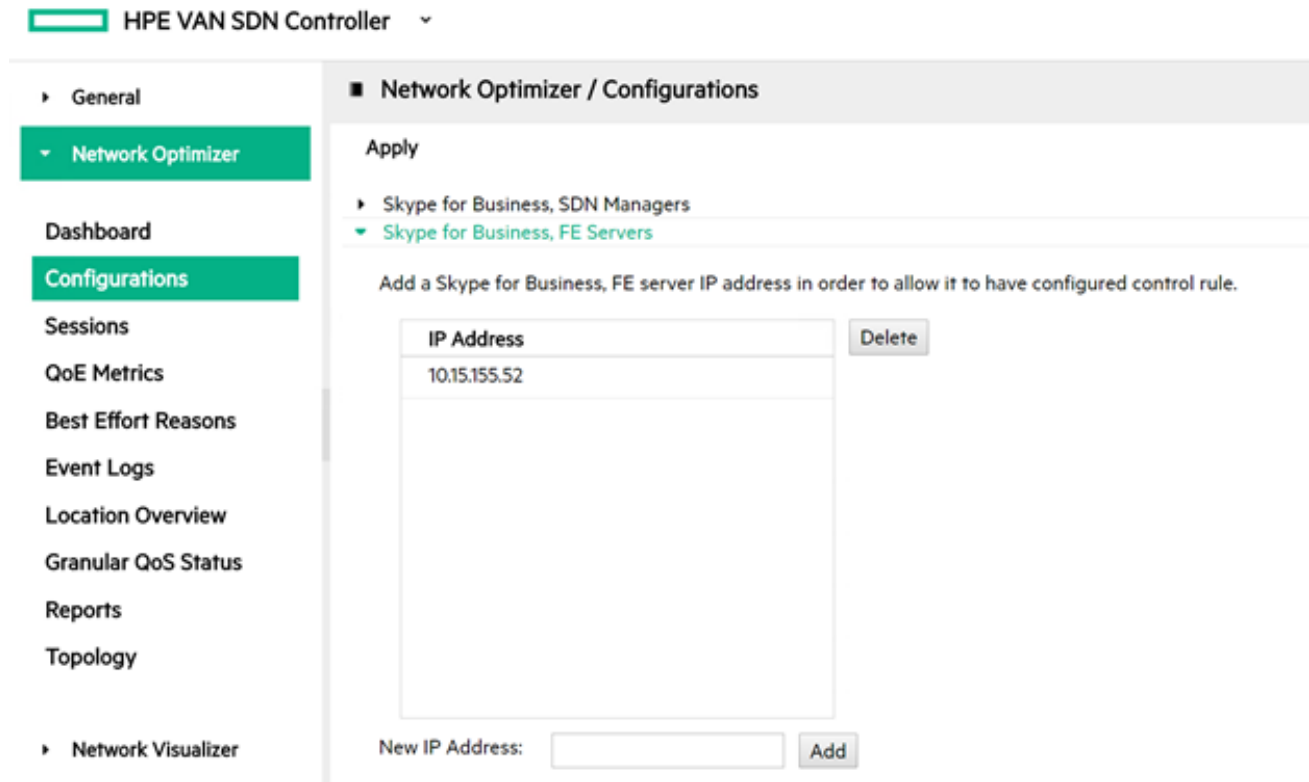 HPE VAN SDN Controller
General
Network Optimizer
Dashboard
Configurations
Sessions
QoE Metrics
Best Effort Reasons
Event Logs
Location Overview
Granular QoS Status
Reports
Topology
Network Visualizer
Network Optimizer / Configurations
Apply
Skype for Business, SDN Managers
Skype for Business, FE Servers
Add a Skype for Business, FE server IP address in order to allow it to have configured control rule.
IP Address
Delete
10.15.155.52
New IP Address:
Add